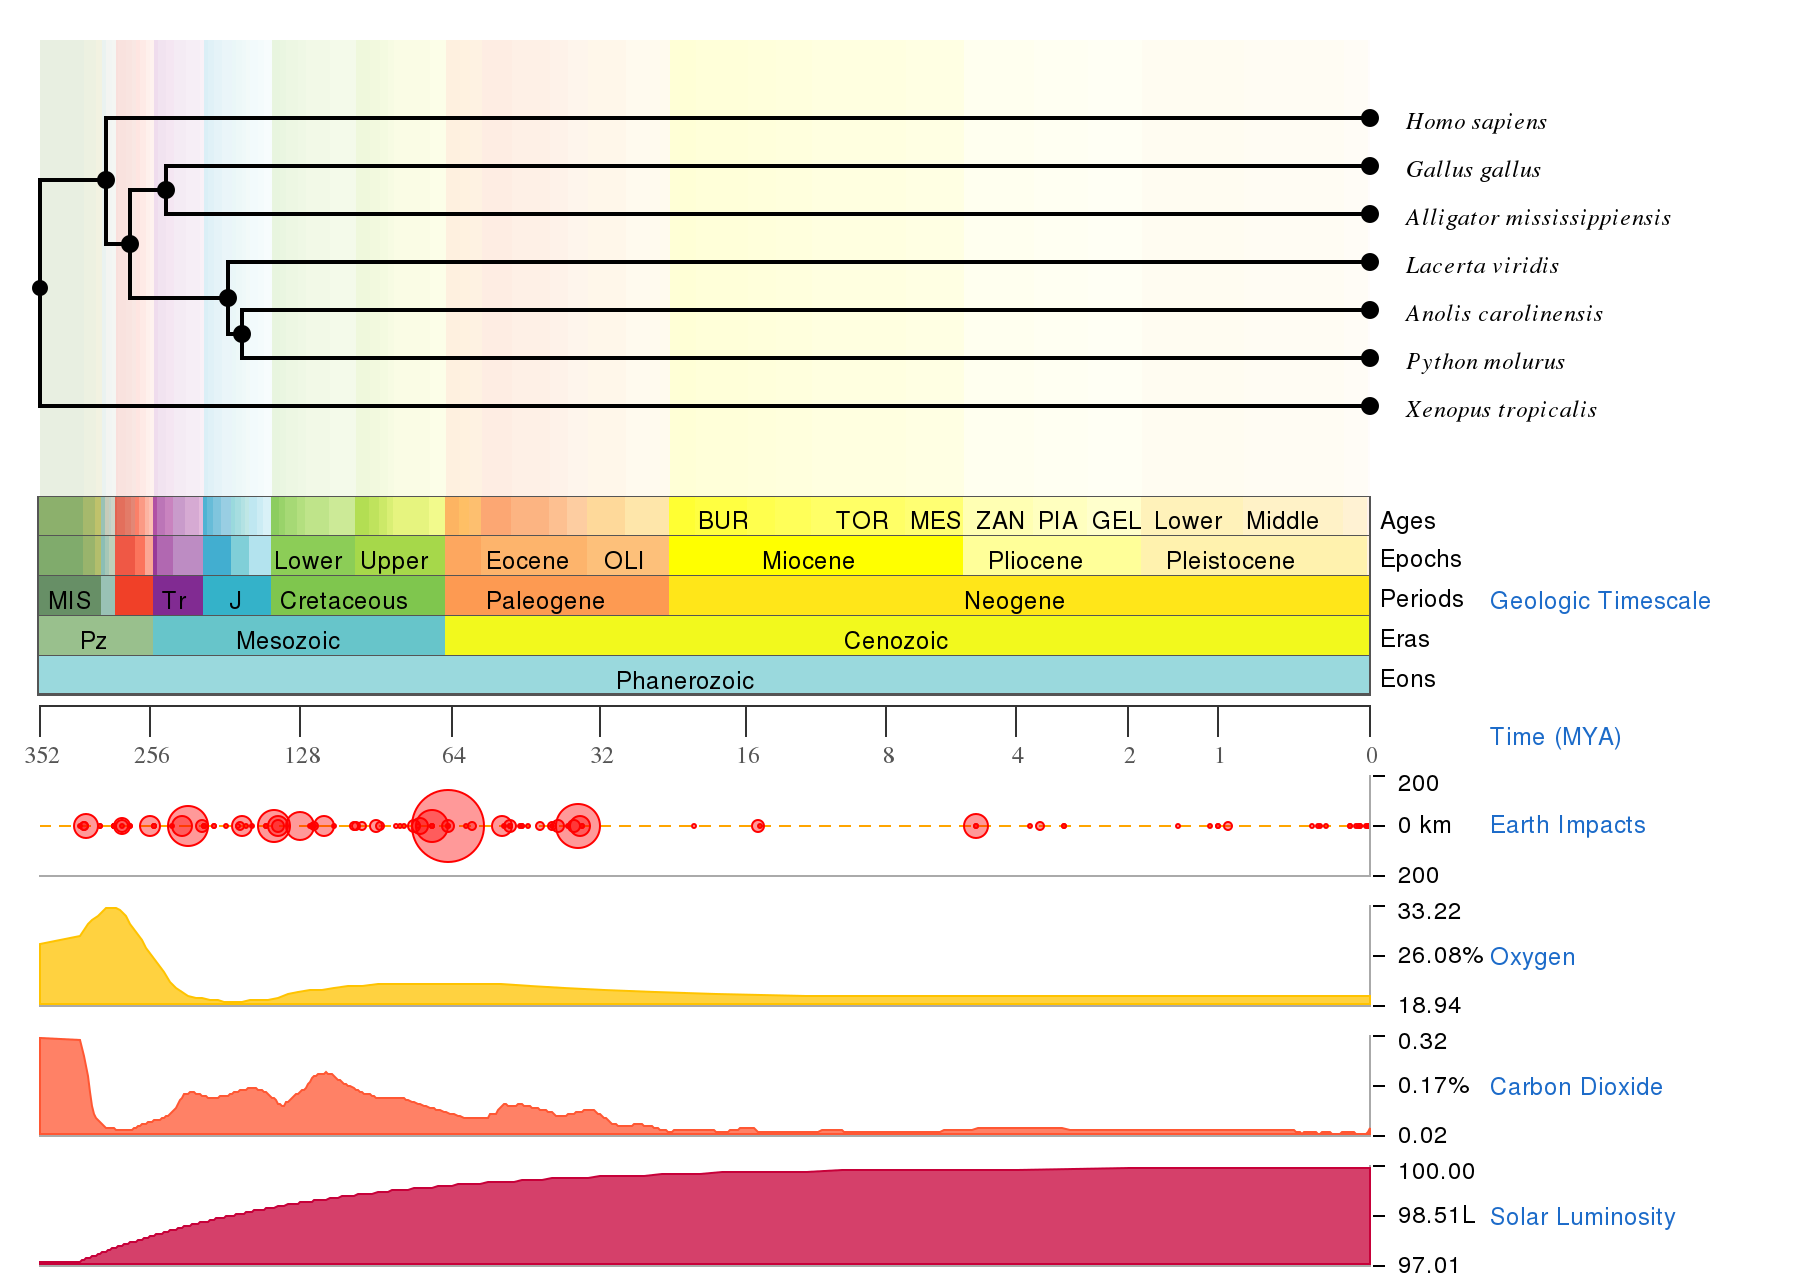 Homo sapiens
Gallus gallus
Alligator mississippiensis
Lacerta viridis
Anolis carolinensis
Python molurus
Xenopus tropicalis
BUR TOR MES ZAN PIA GEL Lower Middle Ages
Lower Upper Eocene OLI Miocene Pliocene Pleistocene Epochs
MIS Tr J Cretaceous Paleogene Neogene Periods Geologic Timescale
Pz Mesozoic Cenozoic Eras
Phanerozoic Eons
Time (MYA)
352 256 128 64 32 16 8 4 2 1 0
200
0 km Earth Impacts
200
33.22
26.08% Oxygen
18.94
0.32
0.17% Carbon Dioxide
0.02
100.00
98.51L Solar Luminosity
97.01